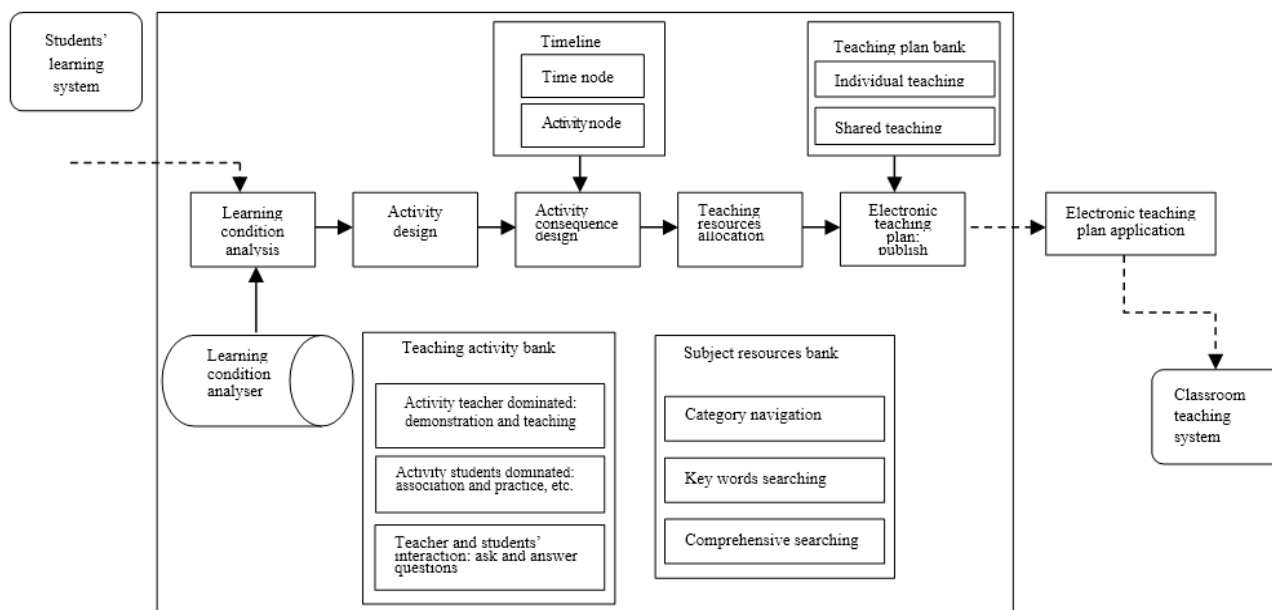 Students'
learning
system
Timeline
Time node
Activity node
Teaching plan bank
Individual teaching
Shared teaching
Learning
condition
analysis
Activity
design
Activity
consequence
design
Teaching
resources
allocation
Electronic
teaching
plan:
publish
Electronic teaching
plan application
Learning
condition
analyser
Teaching activity bank
Activity teacher dominated:
demonstration and teaching
Activity students dominated:
association and practice, etc.
Teacher and students'
interaction: ask and answer
questions
Subject resources bank
Category navigation
Key words searching
Comprehensive searching
Classroom
teaching
system